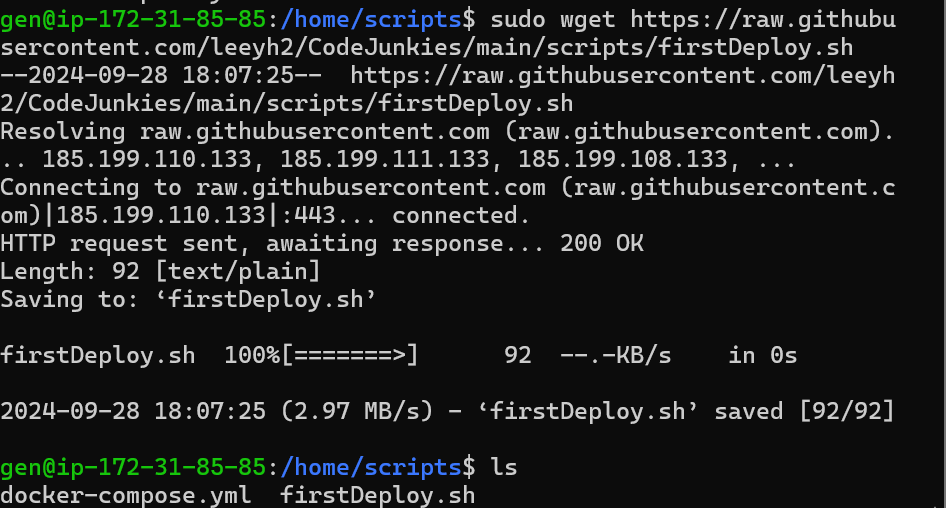 gen@ip-172-31-85-85:/home/scripts$ sudo wget https://raw.githubu
sercontent.com/leeyh2/CodeJunkies/main/scripts/firstDeploy.sh
--2024-09-28 18:07:25--  https://raw.githubusercontent.com/leeyh
2/CodeJunkies/main/scripts/firstDeploy.sh
Resolving raw.githubusercontent.com (raw.githubusercontent.com).
.. 185.199.110.133, 185.199.111.133, 185.199.108.133, ...
Connecting to raw.githubusercontent.com (raw.githubusercontent.c
om)|185.199.110.133|:443... connected.
HTTP request sent, awaiting response... 200 OK
Length: 92 [text/plain]
Saving to: ‘firstDeploy.sh’
firstDeploy.sh  100%[=======>]      92  --.-KB/s    in 0s
2024-09-28 18:07:25 (2.97 MB/s) - ‘firstDeploy.sh’ saved [92/92]
gen@ip-172-31-85-85:/home/scripts$ ls
docker-compose.yml  firstDeploy.sh